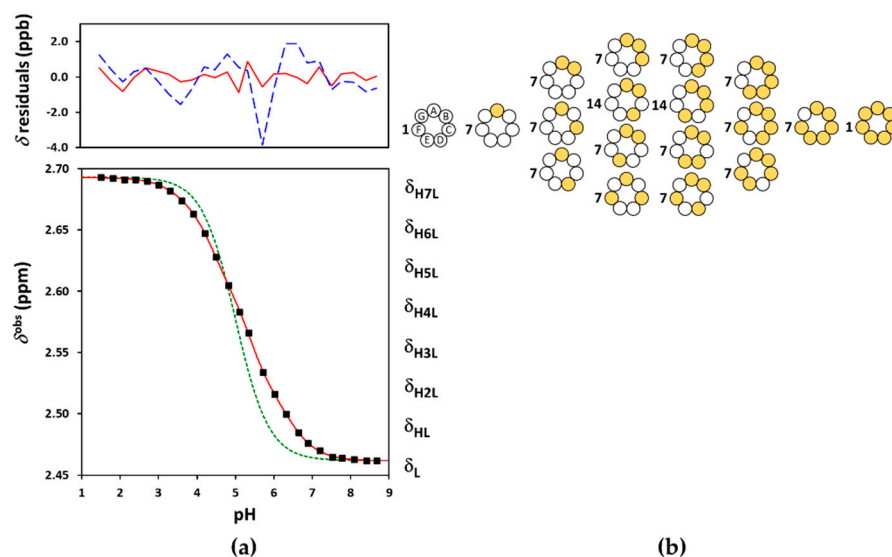 δ residuals (ppb)
2.0
0.0
-2.0
-4.0
2.70
2.65
2.60
2.55
2.50
2.45
δobs (ppm)
1 2 3 4 5 6 7 8 9
pH
δH7L
δH6L
δH5L
δH4L
δH3L
δH2L
δHL
δL
1
A
B
C
D
E
F
G
7
7
7
7
7
14
7
7
7
14
7
7
7
7
7
7
1
(a)
(b)